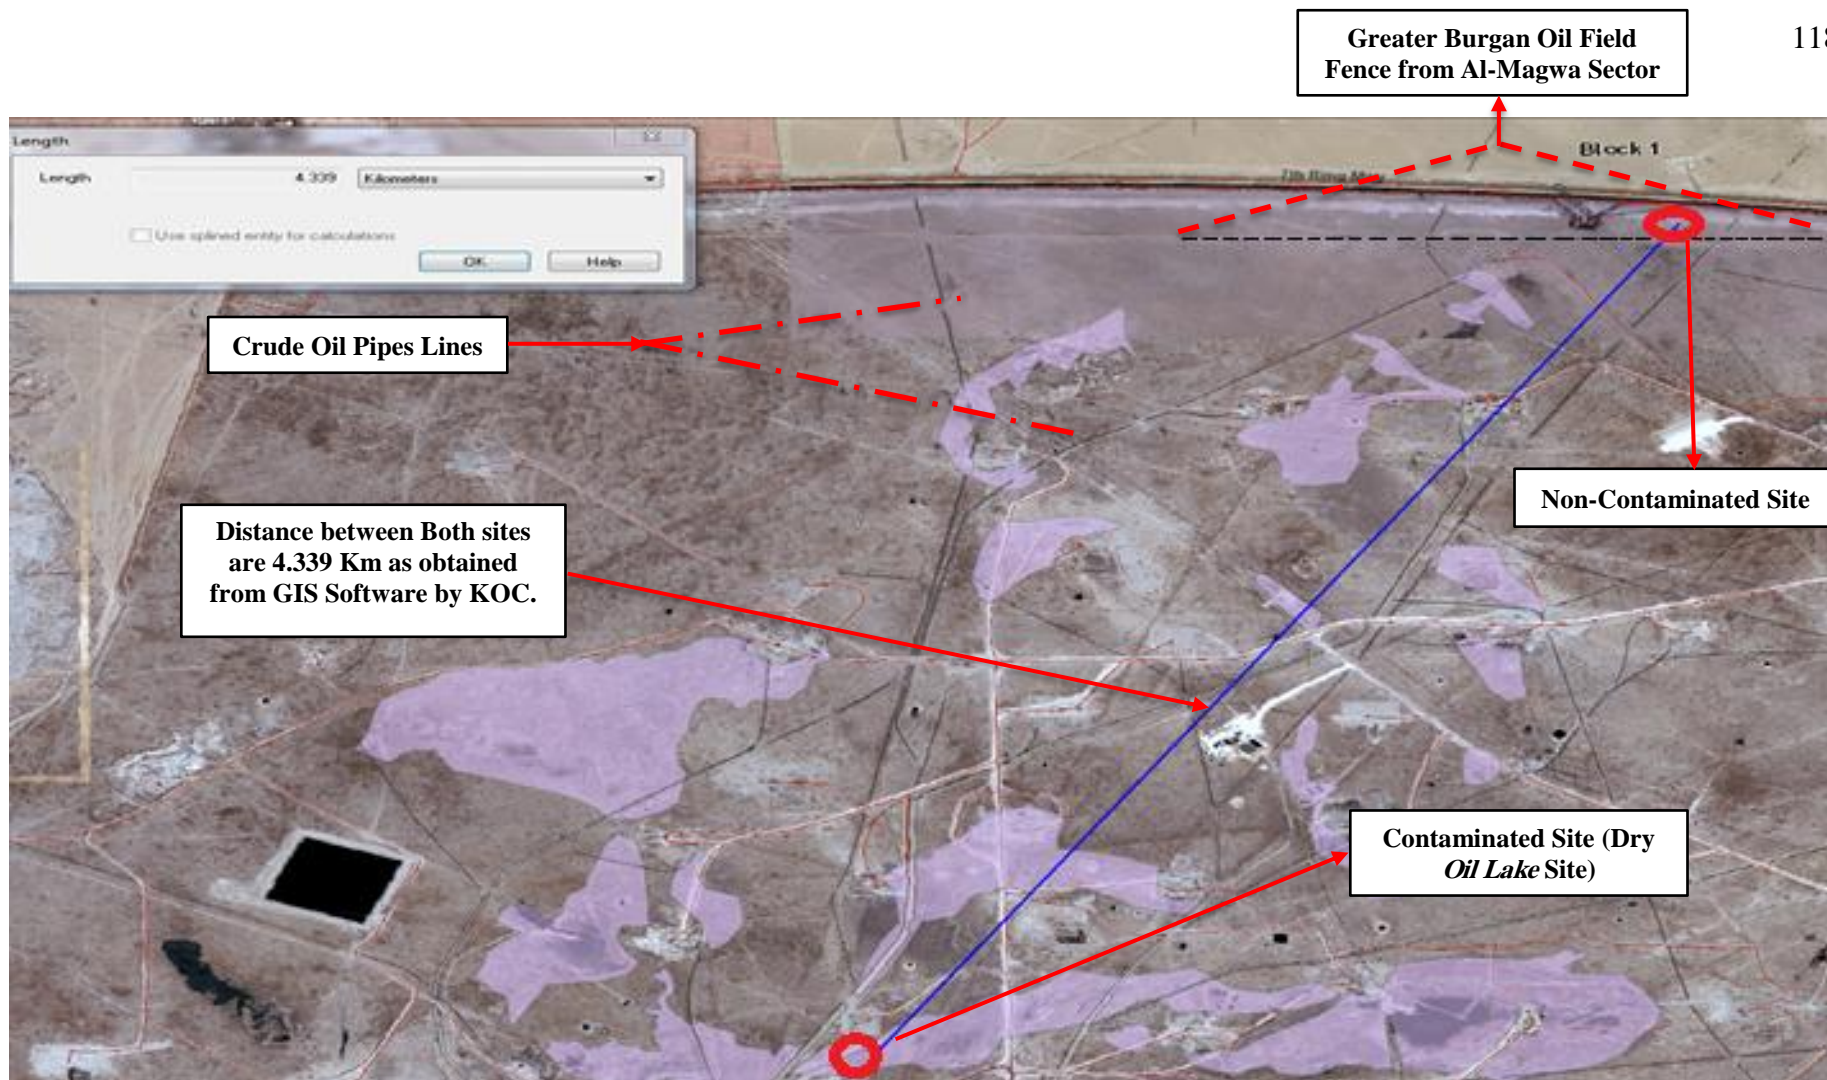 118
Greater Burgan Oil Field
Fence from Al-Magwa Sector
Length
Length 4.339 Kilometers
Use splined entity for calculations
OK Help
Block 1
7th Ring
Crude Oil Pipes Lines
Non-Contaminated Site
Distance between Both sites
are 4.339 Km as obtained
from GIS Software by KOC.
Contaminated Site (Dry
Oil Lake Site)